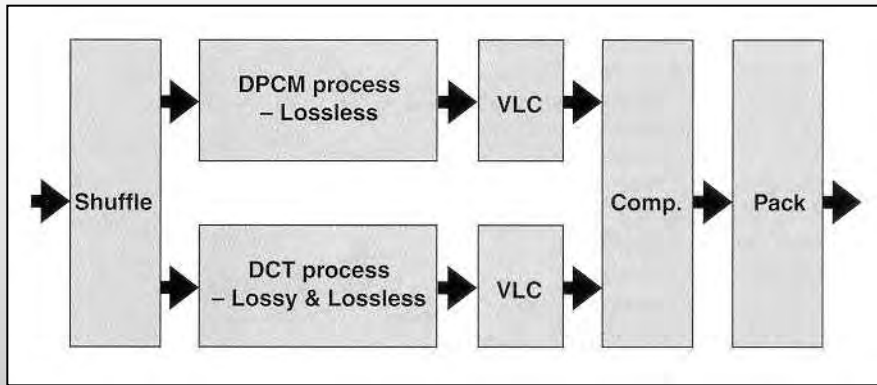 Shuffle
DPCM process
– Lossless
VLC
DCT process
– Lossy & Lossless
VLC
Comp.
Pack